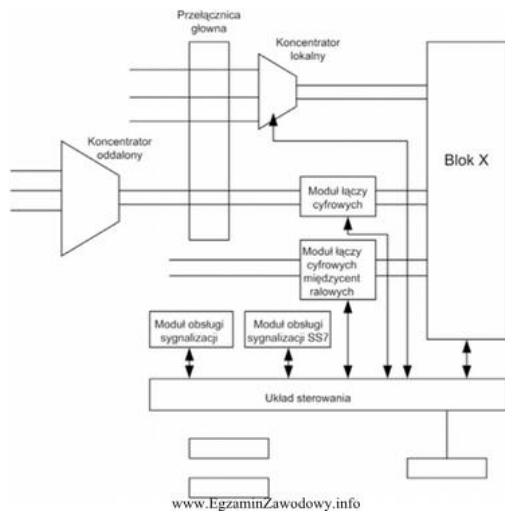 Przełącznica
głowna
Koncentrator
lokalny
Koncentrator
oddalony
Blok X
Moduł łączy
cyfrowych
Moduł łączy
cyfrowych
międzycent
ralowych
Moduł obsługi
sygnalizacji
Moduł obsługi
sygnalizacji SS7
Układ sterowania
www.EgzaminZawodowy.info